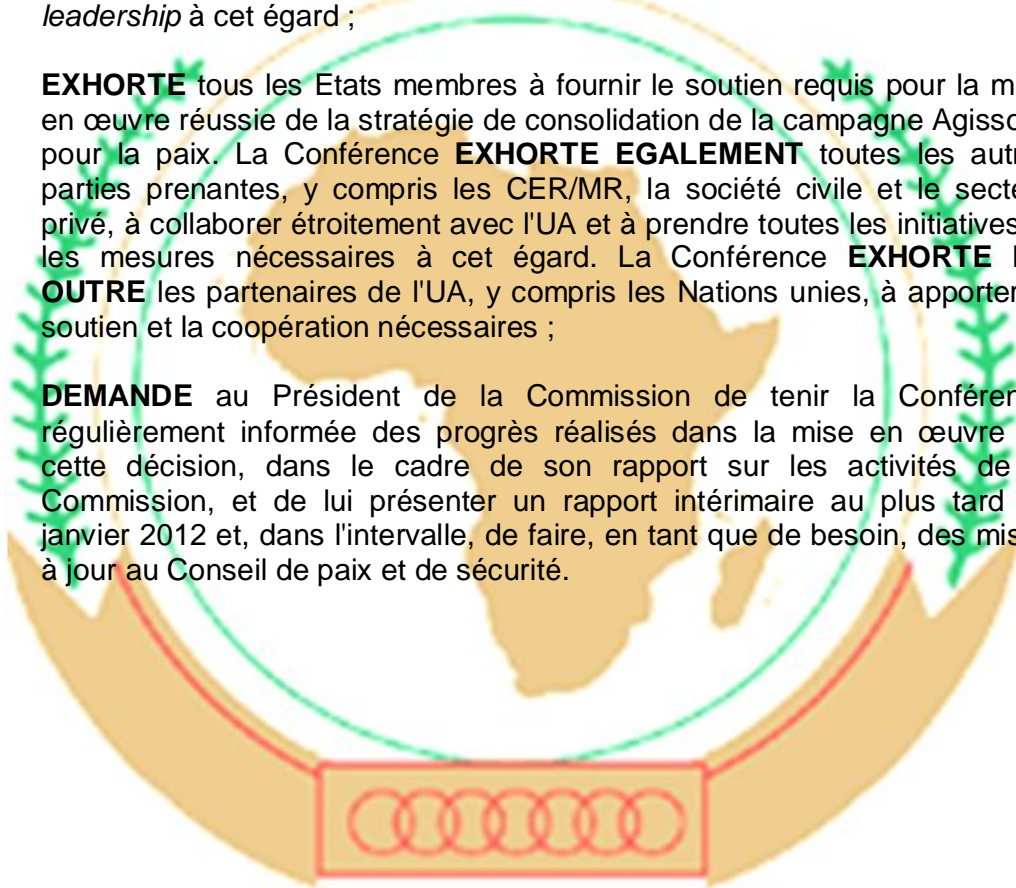 leadership à cet égard ;
EXHORTE tous les Etats membres à fournir le soutien requis pour la m
en œuvre réussie de la stratégie de consolidation de la campagne Agisso
pour la paix. La Conférence EXHORTE EGALEMENT toutes les autr
parties prenantes, y compris les CER/MR, la société civile et le secte
privé, à collaborer étroitement avec l'UA et à prendre toutes les initiatives
les mesures nécessaires à cet égard. La Conférence EXHORTE
OUTRE les partenaires de l'UA, y compris les Nations unies, à apporter
soutien et la coopération nécessaires ;
DEMANDE au Président de la Commission de tenir la Conféren
régulièrement informée des progrès réalisés dans la mise en œuvre
cette décision, dans le cadre de son rapport sur les activités de
Commission, et de lui présenter un rapport intérimaire au plus tard
janvier 2012 et, dans l'intervalle, de faire, en tant que de besoin, des mis
à jour au Conseil de paix et de sécurité.